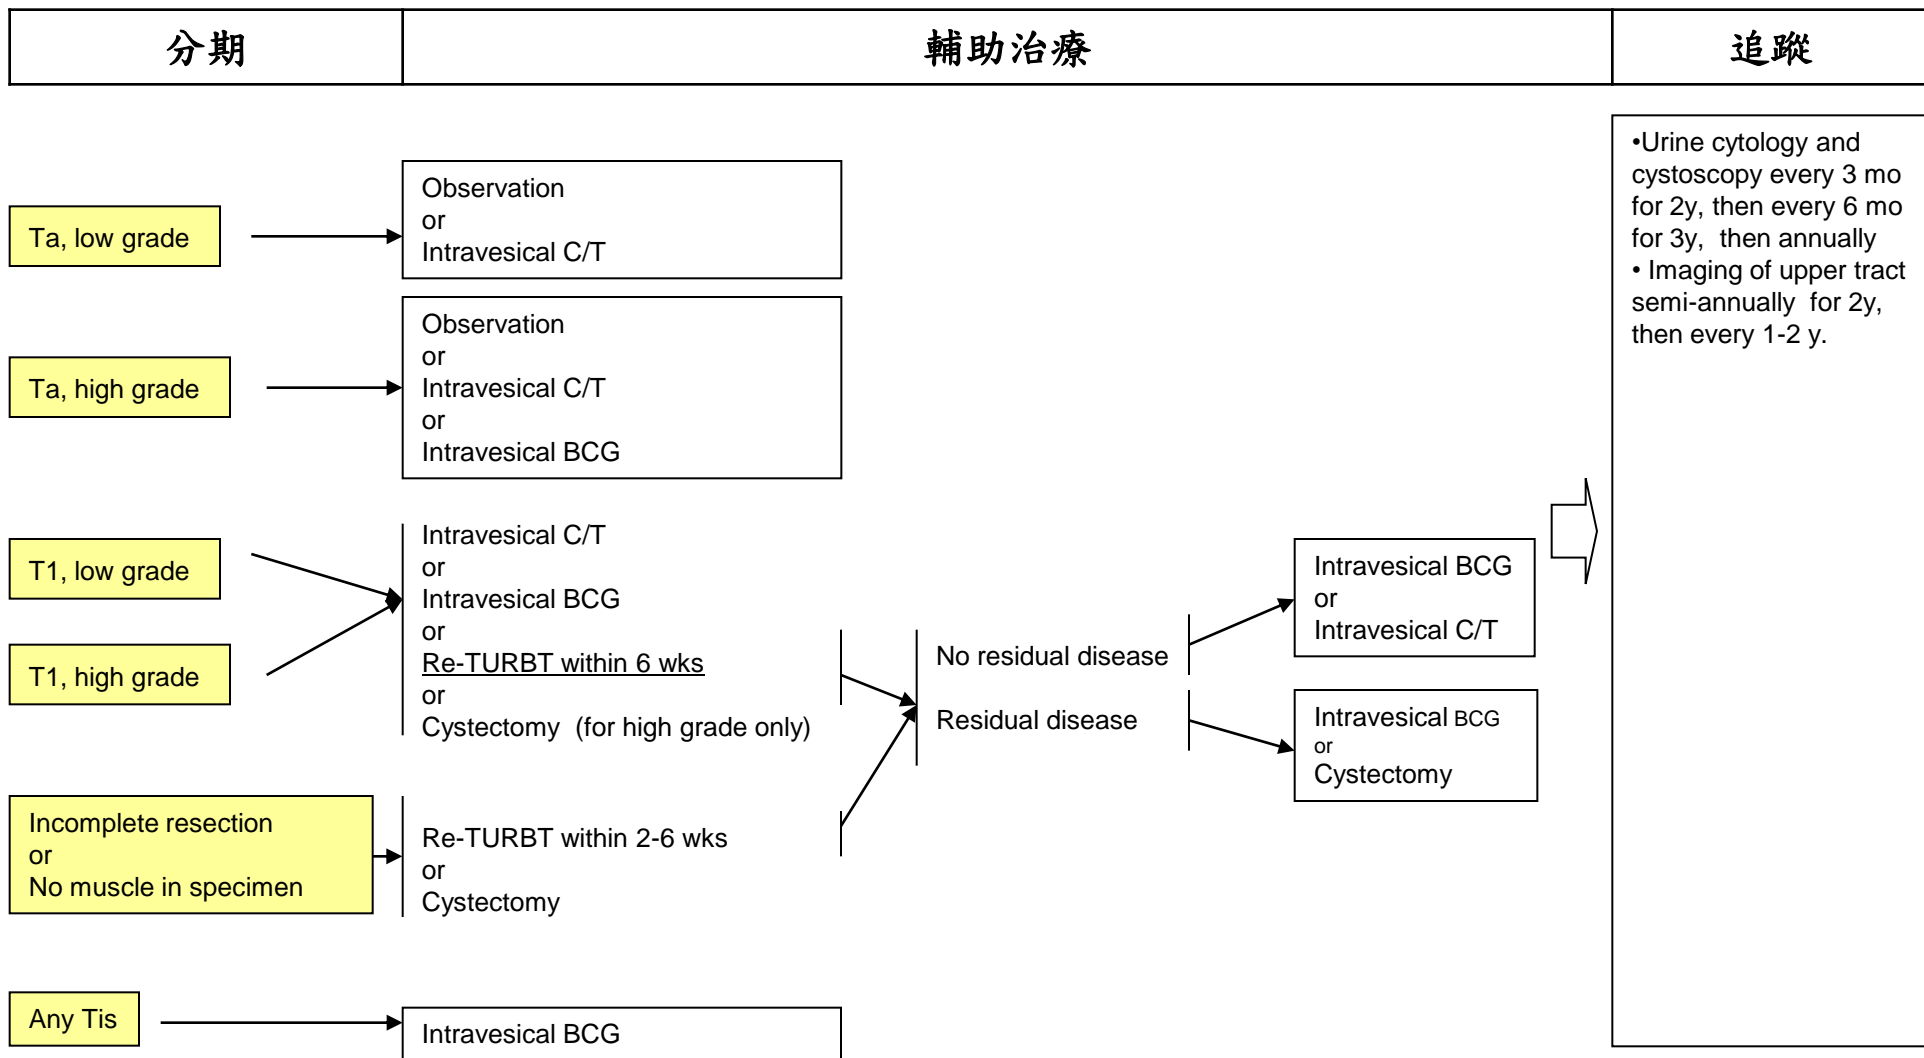 分期
輔助治療
追蹤
Ta, low grade
Observation
or
Intravesical C/T
Ta, high grade
Observation
or
Intravesical C/T
or
Intravesical BCG
T1, low grade
T1, high grade
Intravesical C/T
or
Intravesical BCG
or
Re-TURBT within 6 wks
or
Cystectomy (for high grade only)
Incomplete resection
or
No muscle in specimen
Re-TURBT within 2-6 wks
or
Cystectomy
No residual disease
Residual disease
Intravesical BCG
or
Intravesical C/T
Intravesical BCG
or
Cystectomy
Any Tis
Intravesical BCG
•Urine cytology and
cystoscopy every 3 mo
for 2y, then every 6 mo
for 3y, then annually
• Imaging of upper tract
semi-annually for 2y,
then every 1-2 y.